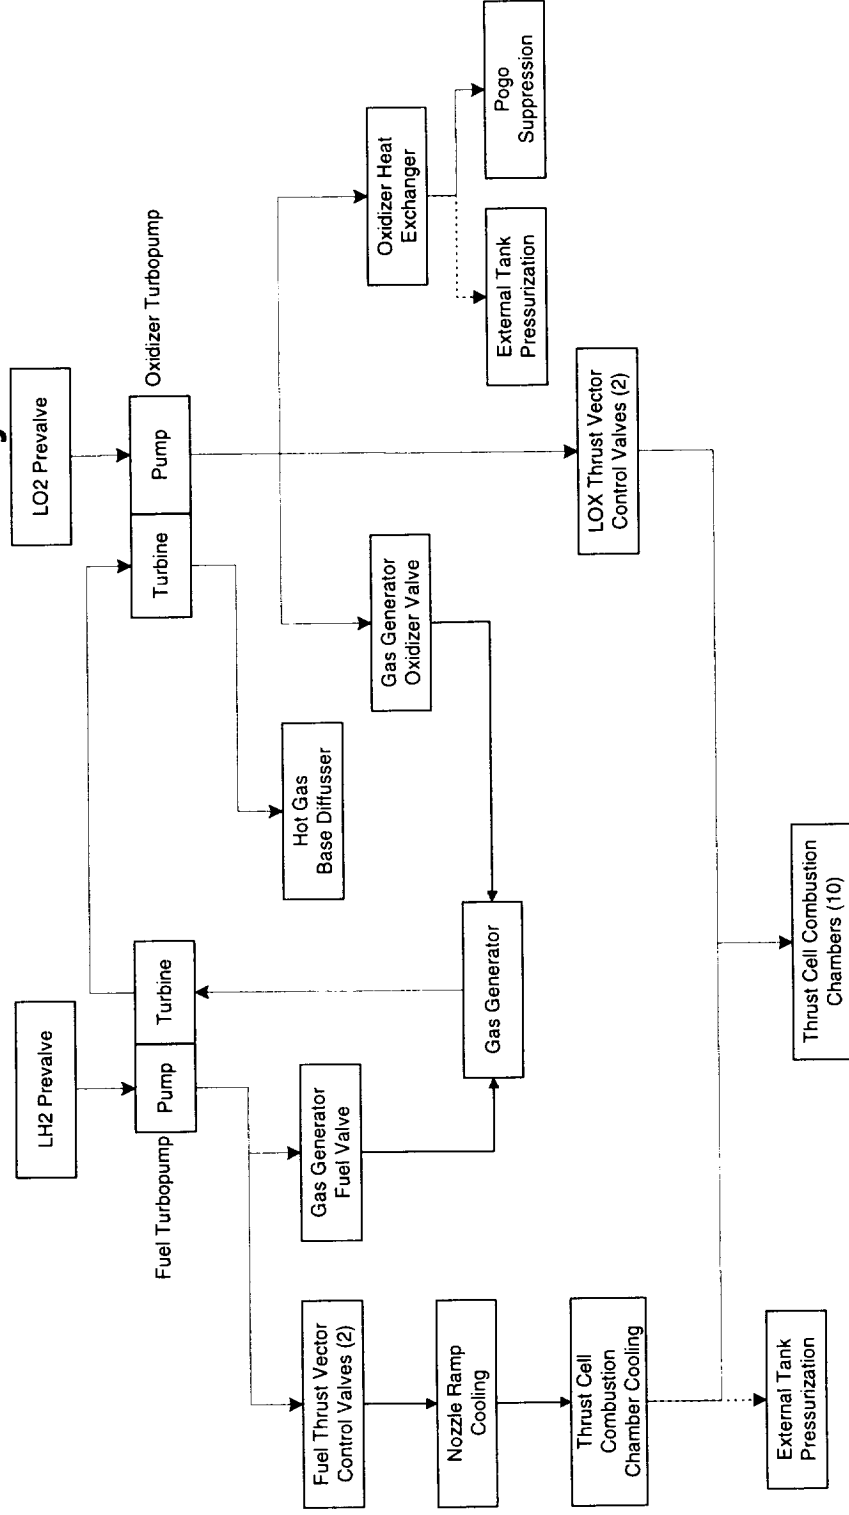 LH2 Prevalve
LO2 Prevalve
Fuel Turbopump
Pump
Turbine
Turbine
Pump
Oxidizer Turbopump
Fuel Thrust Vector
Control Valves (2)
Gas Generator
Fuel Valve
Hot Gas
Base Diffusser
Gas Generator
Oxidizer Valve
Oxidizer Heat
Exchanger
Nozzle Ramp
Cooling
Gas Generator
External Tank
Pressurization
Pogo
Suppression
Thrust Cell
Combustion
Chamber Cooling
LOX Thrust Vector
Control Valves (2)
External Tank
Pressurization
Thrust Cell Combustion
Chambers (10)